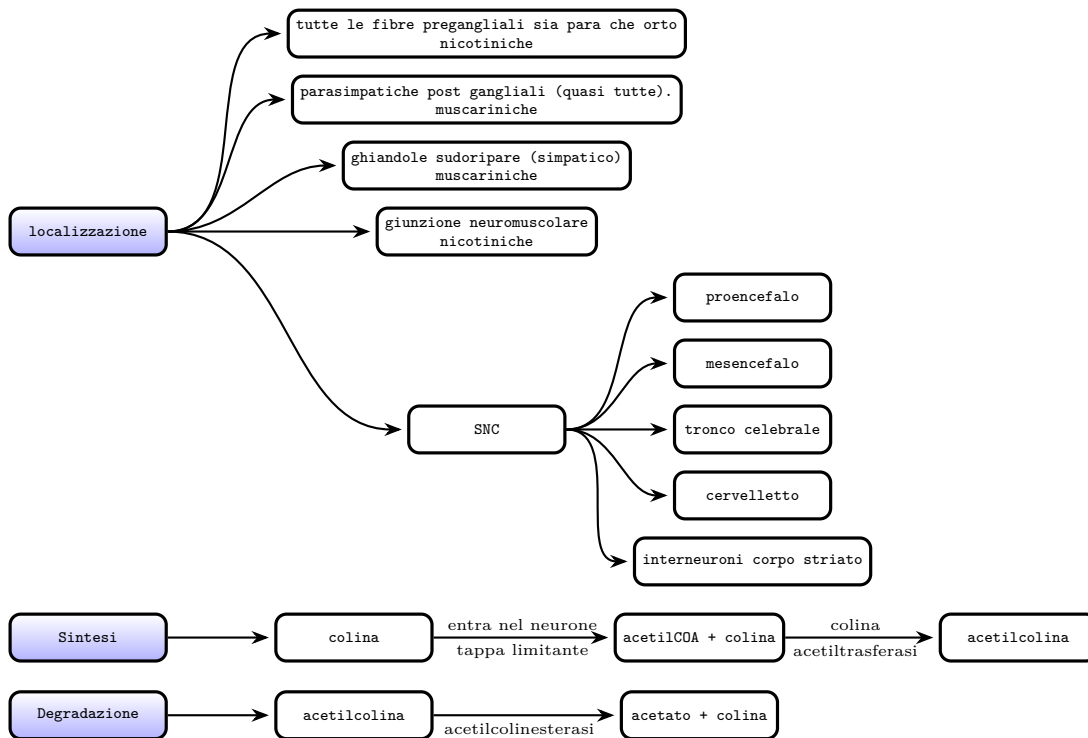 tutte le fibre pregangliali sia para che orto
nicotiniche
parasimpatiche post gangliali (quasi tutte).
muscariniche
ghiandole sudoripare (simpatico)
muscariniche
localizzazione
giunzione neuromuscolare
nicotiniche
proencefalo
mesencefalo
SNC
tronco celebrale
cervelletto
interneuroni corpo striato
Sintesi
colina
entra nel neurone
tappa limitante
acetilCOA + colina
colina
acetiltrasferasi
acetilcolina
Degradazione
acetilcolina
acetilcolinesterasi
acetato + colina